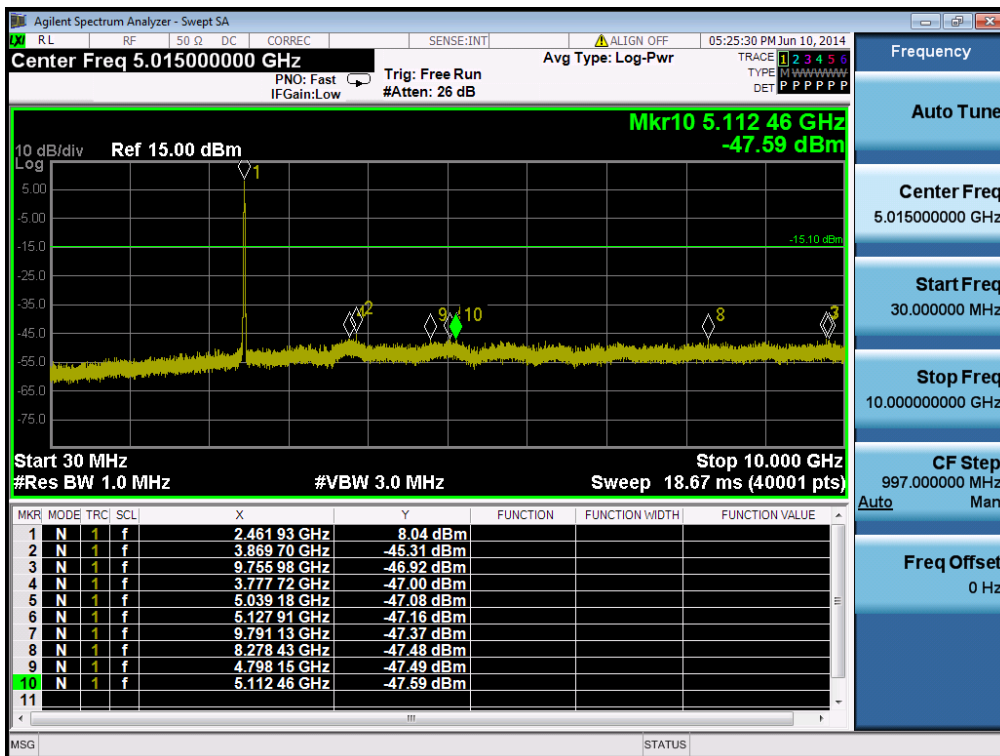 Agilent Spectrum Analyzer - Swept SA
LXI RL RF 50 Ω DC CORREC SENSE:INT ALIGN OFF 05:25:30 PM Jun 10, 2014
Center Freq 5.015000000 GHz
PNO: Fast
IFGain:Low
Trig: Free Run
#Atten: 26 dB
Avg Type: Log-Pwr
TRACE 1 2 3 4 5 6
TYPE M WWWWW
DET P P P P P P
Mkr10 5.112 46 GHz
-47.59 dBm
10 dB/div Ref 15.00 dBm
Log
1
5.00
-5.00
-15.0
-15.10 dBm
-25.0
-35.0
4 2 9 10 8 3
-45.0
-55.0
-65.0
-75.0
Start 30 MHz Stop 10.000 GHz
#Res BW 1.0 MHz #VBW 3.0 MHz Sweep 18.67 ms (40001 pts)
MKR MODE TRC SCL X Y FUNCTION FUNCTION WIDTH FUNCTION VALUE
1 N 1 f 2.461 93 GHz 8.04 dBm
2 N 1 f 3.869 70 GHz -45.31 dBm
3 N 1 f 9.755 98 GHz -46.92 dBm
4 N 1 f 3.777 72 GHz -47.00 dBm
5 N 1 f 5.039 18 GHz -47.08 dBm
6 N 1 f 5.127 91 GHz -47.16 dBm
7 N 1 f 9.791 13 GHz -47.37 dBm
8 N 1 f 8.278 43 GHz -47.48 dBm
9 N 1 f 4.798 15 GHz -47.49 dBm
10 N 1 f 5.112 46 GHz -47.59 dBm
11
MSG STATUS
Frequency
Auto Tune
Center Freq
5.015000000 GHz
Start Freq
30.000000 MHz
Stop Freq
10.000000000 GHz
CF Step
997.000000 MHz
Auto Man
Freq Offset
0 Hz